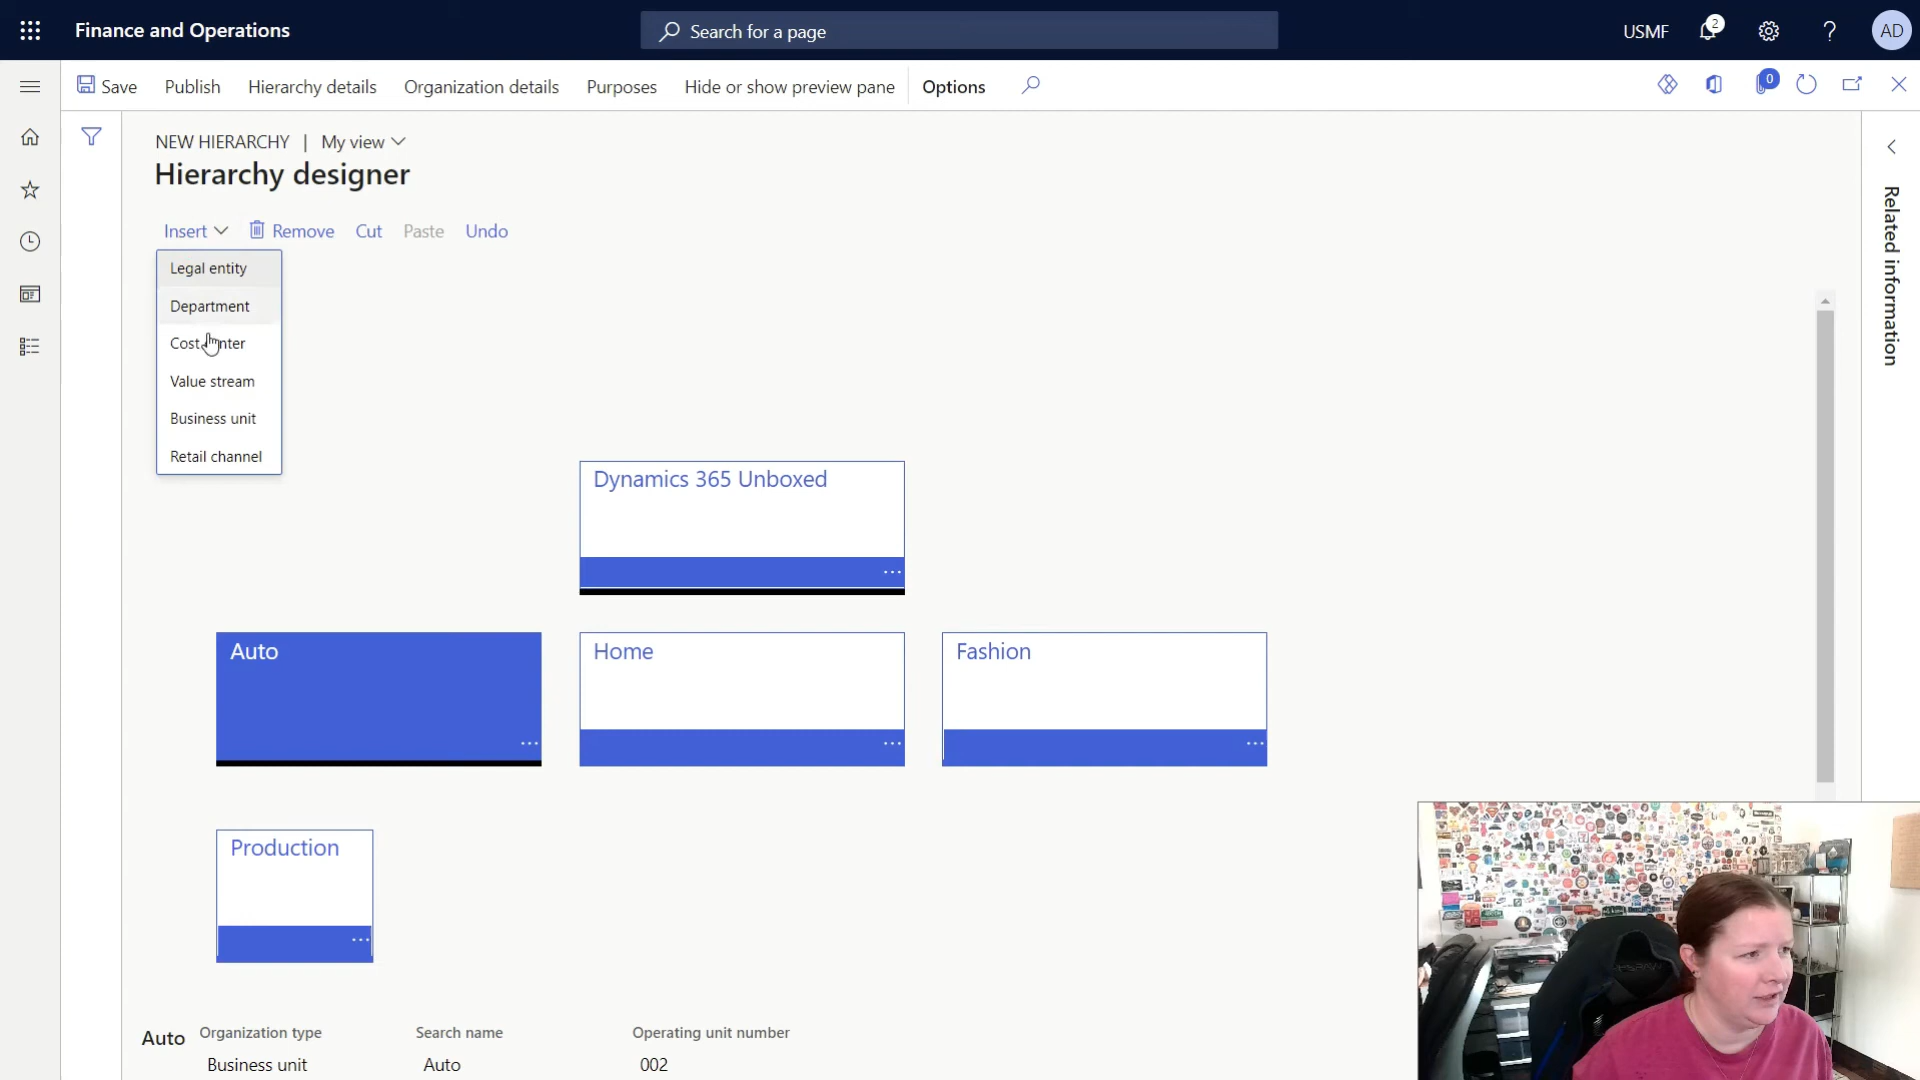 Finance and Operations
Search for a page
USMF
2
AD
Save
Publish
Hierarchy details
Organization details
Purposes
Hide or show preview pane
Options
0
NEW HIERARCHY | My view
Hierarchy designer
Insert
Remove
Cut
Paste
Undo
Legal entity
Department
Value stream
Business unit
Retail channel
Related information
Dynamics 365 Unboxed
Auto
Home
Fashion
Production
Auto
Organization type
Search name
Operating unit number
Business unit
Auto
002